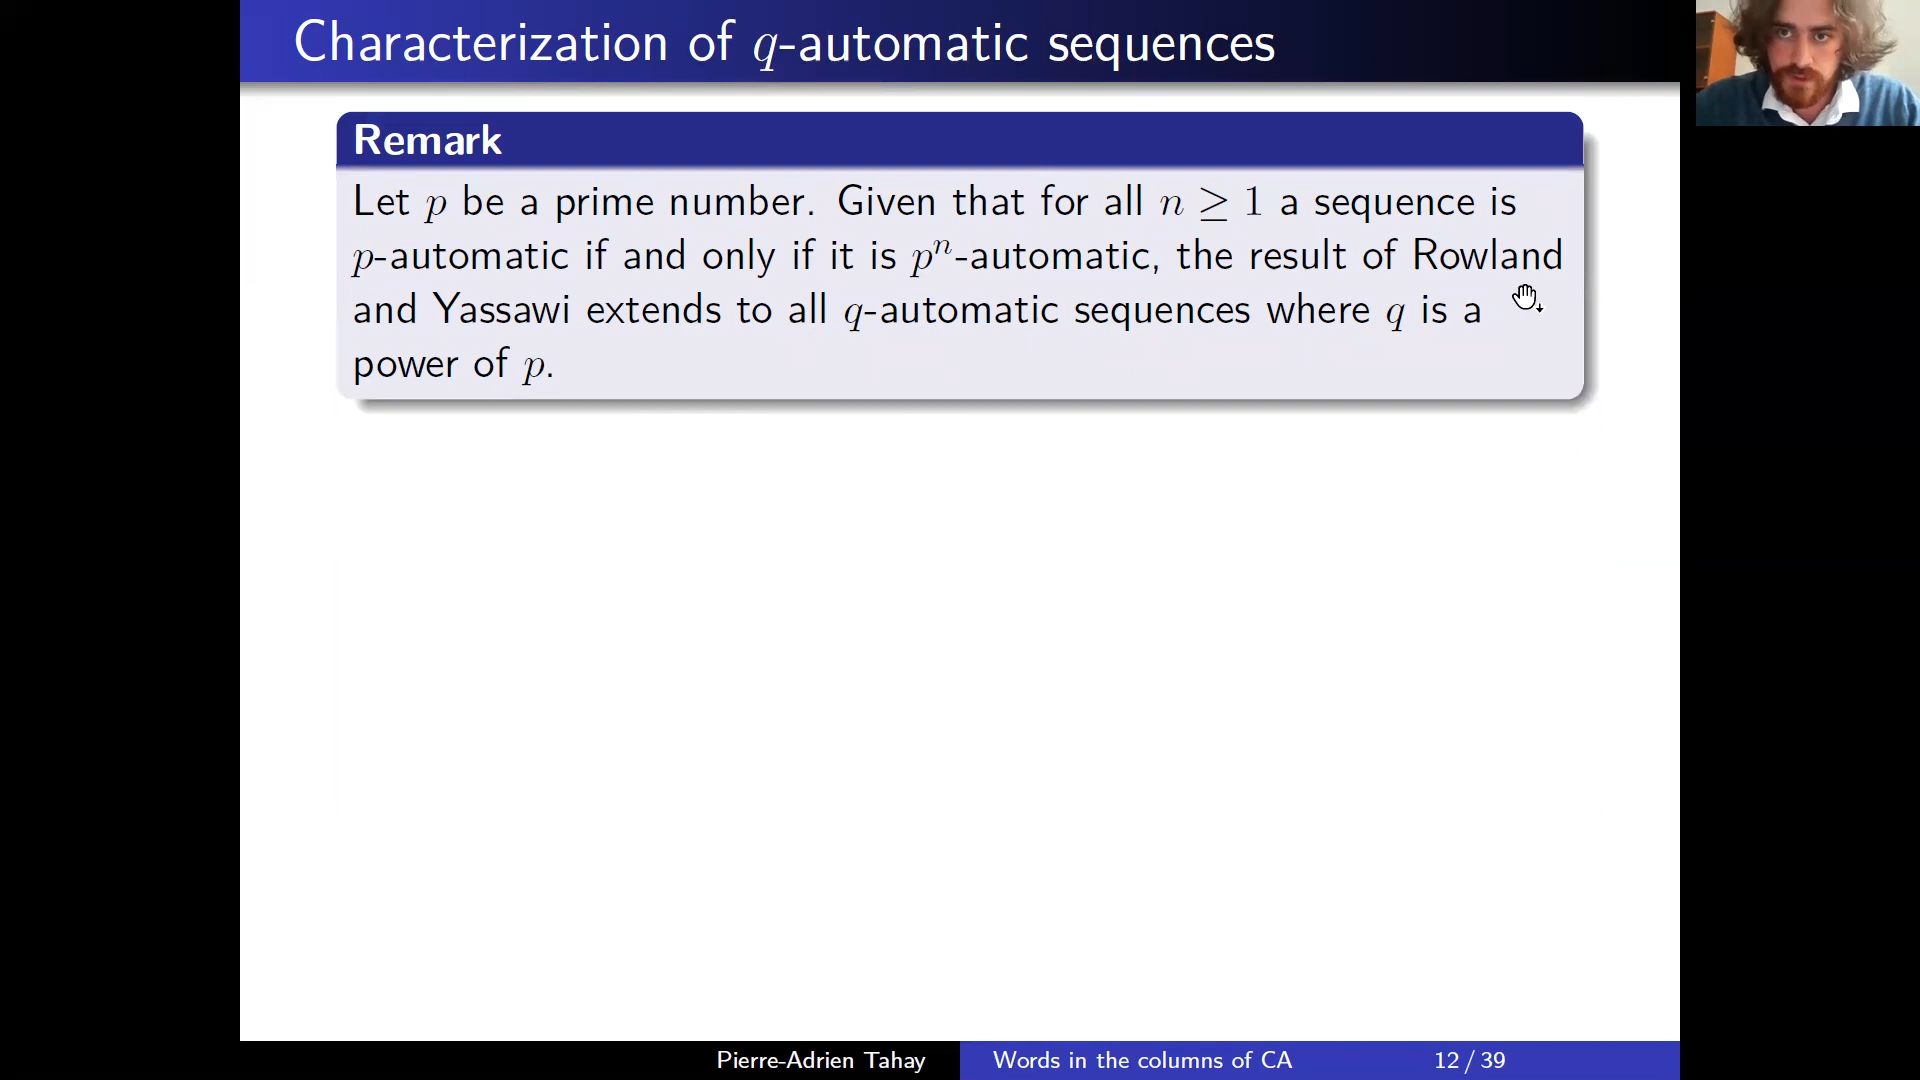 Characterization of q-automatic sequences
Remark
Let p be a prime number. Given that for all n ≥ 1 a sequence is
p-automatic if and only if it is pⁿ-automatic, the result of Rowland
and Yassawi extends to all q-automatic sequences where q is a
power of p.
Pierre-Adrien Tahay Words in the columns of CA 12 / 39